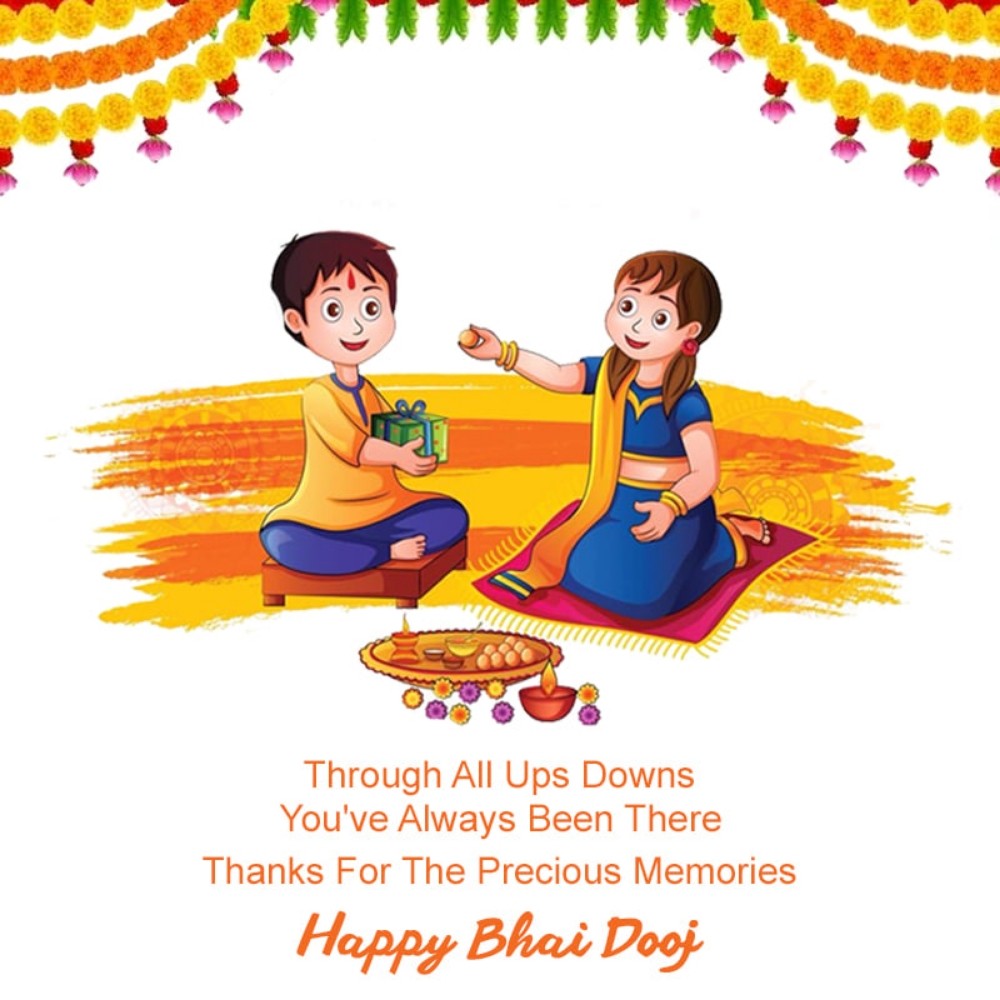 Through All Ups Downs
You've Always Been There
Thanks For The Precious Memories
Happy Bhai Dooj